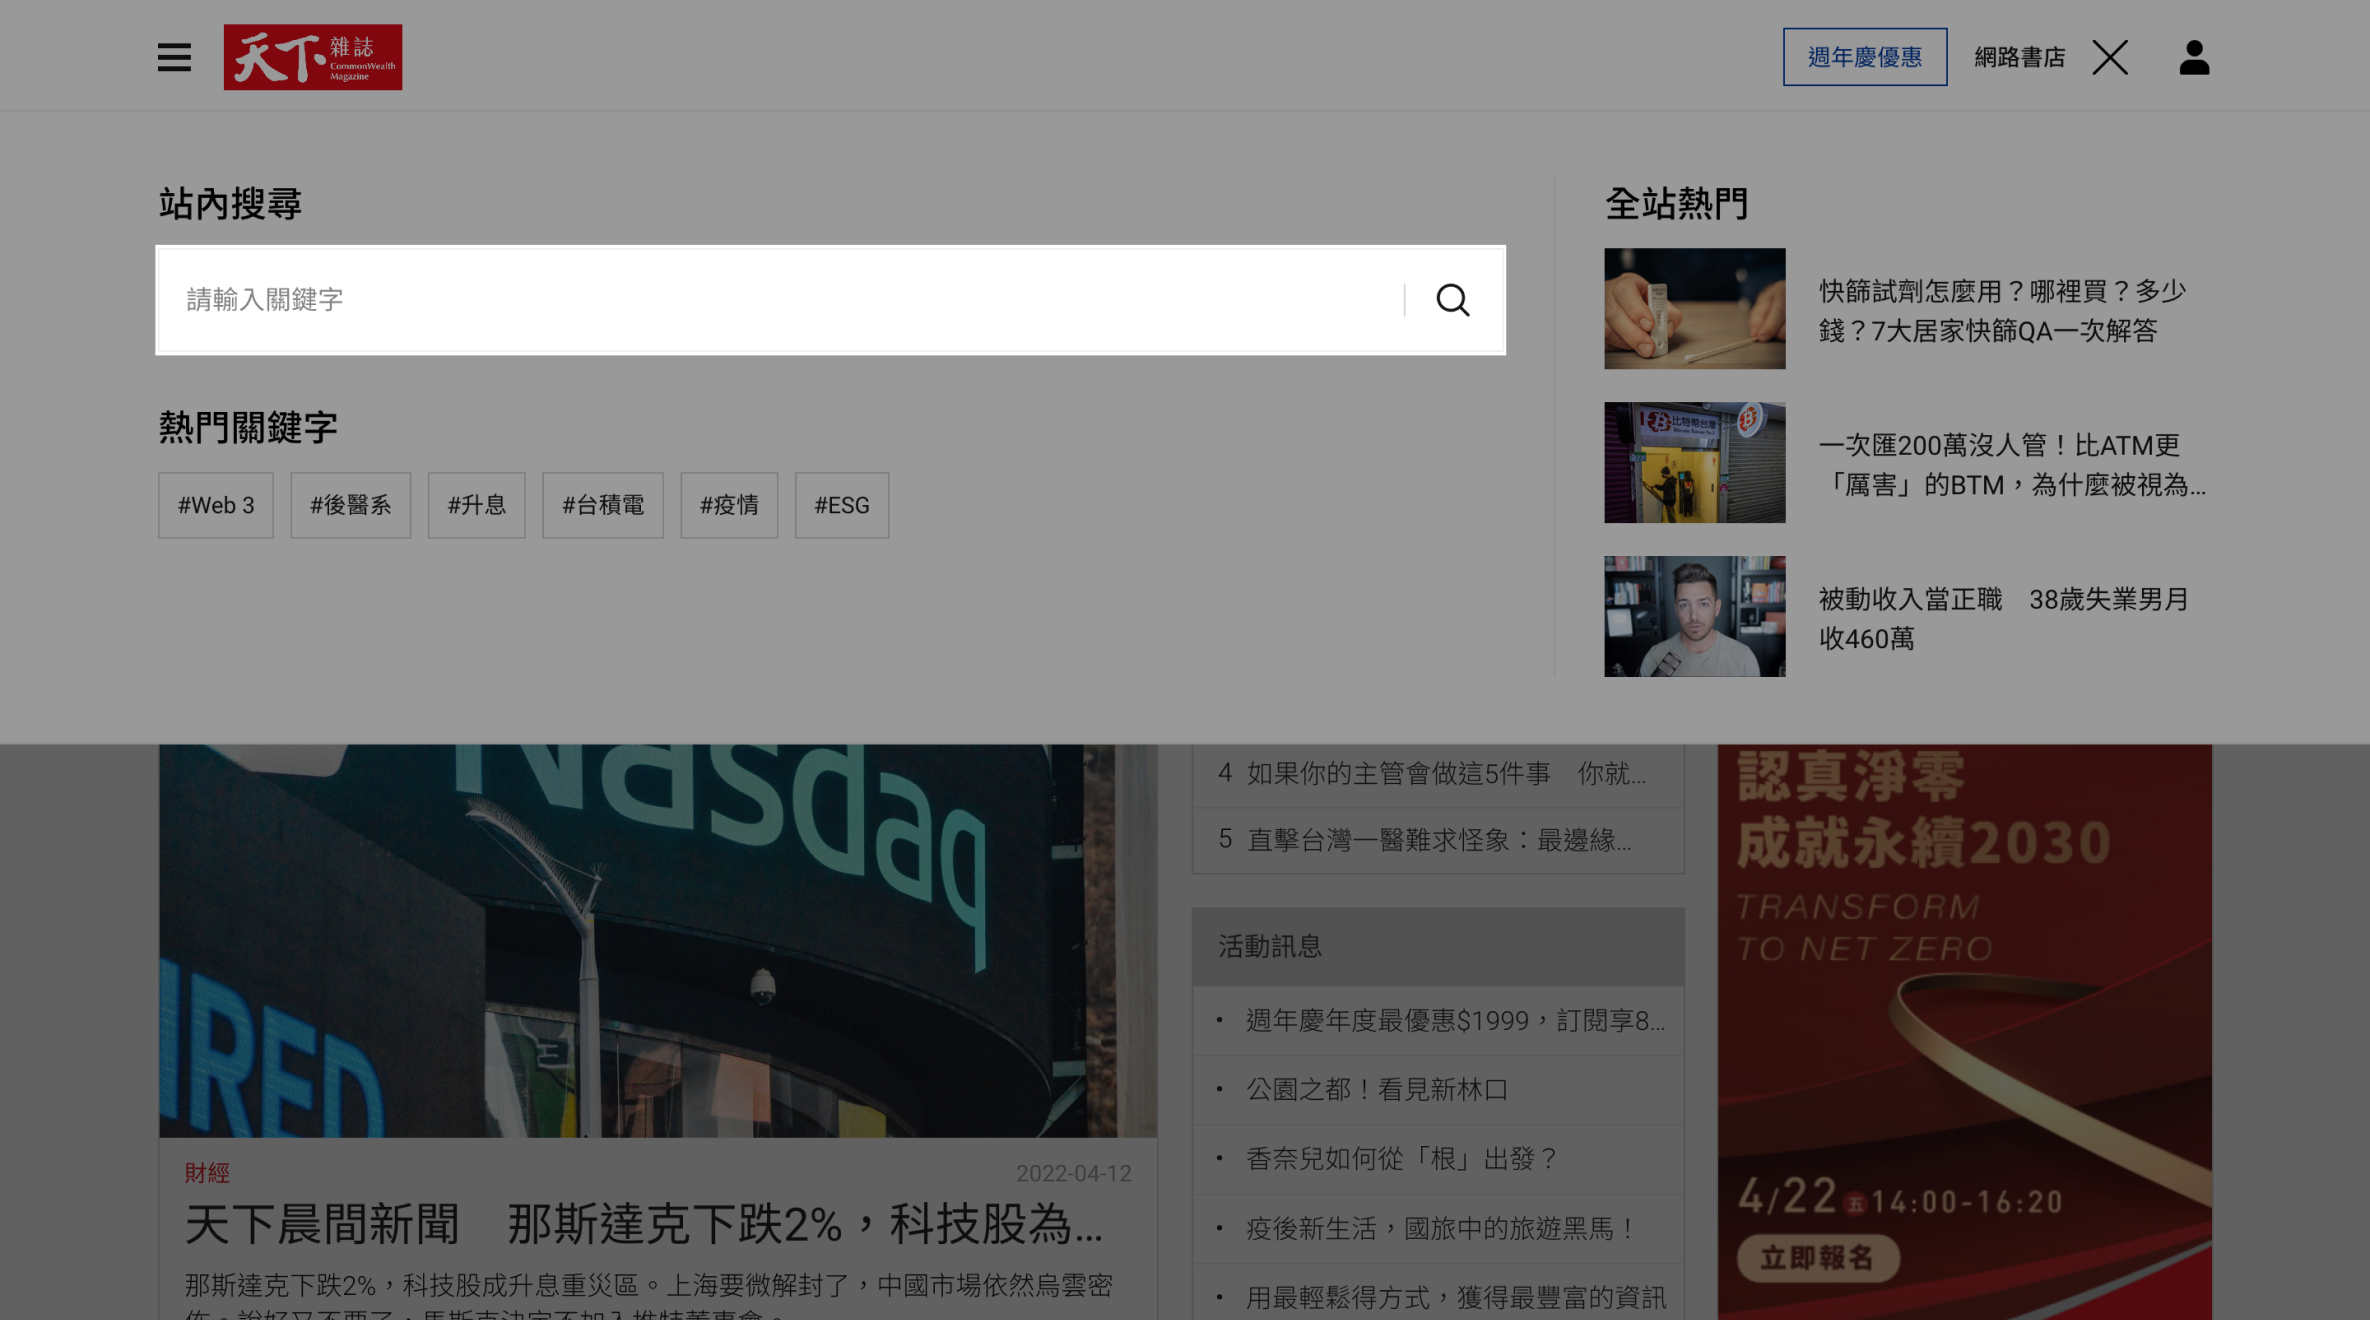 天下雜誌
CommonWealth
Magazine
週年慶優惠
網路書店
站內搜尋
請輸入關鍵字
熱門關鍵字
#Web 3
#後醫系
#升息
#台積電
#疫情
#ESG
全站熱門
快篩試劑怎麼用？哪裡買？多少
錢？7大居家快篩QA一次解答
比特幣台灣
一次匯200萬沒人管！比ATM更
「厲害」的BTM，為什麼被視為...
被動收入當正職　38歲失業男月
收460萬
Nasdaq
IRED
財經
2022-04-12
天下晨間新聞　那斯達克下跌2%，科技股為...
那斯達克下跌2%，科技股成升息重災區。上海要微解封了，中國市場依然烏雲密
4 如果你的主管會做這5件事　你就...
5 直擊台灣一醫難求怪象：最邊緣...
活動訊息
• 週年慶年度最優惠$1999，訂閱享8...
• 公園之都！看見新林口
• 香奈兒如何從「根」出發？
• 疫後新生活，國旅中的旅遊黑馬！
• 用最輕鬆得方式，獲得最豐富的資訊
認真淨零
成就永續2030
TRANSFORM
TO NET ZERO
4/22 五 14:00-16:20
立即報名